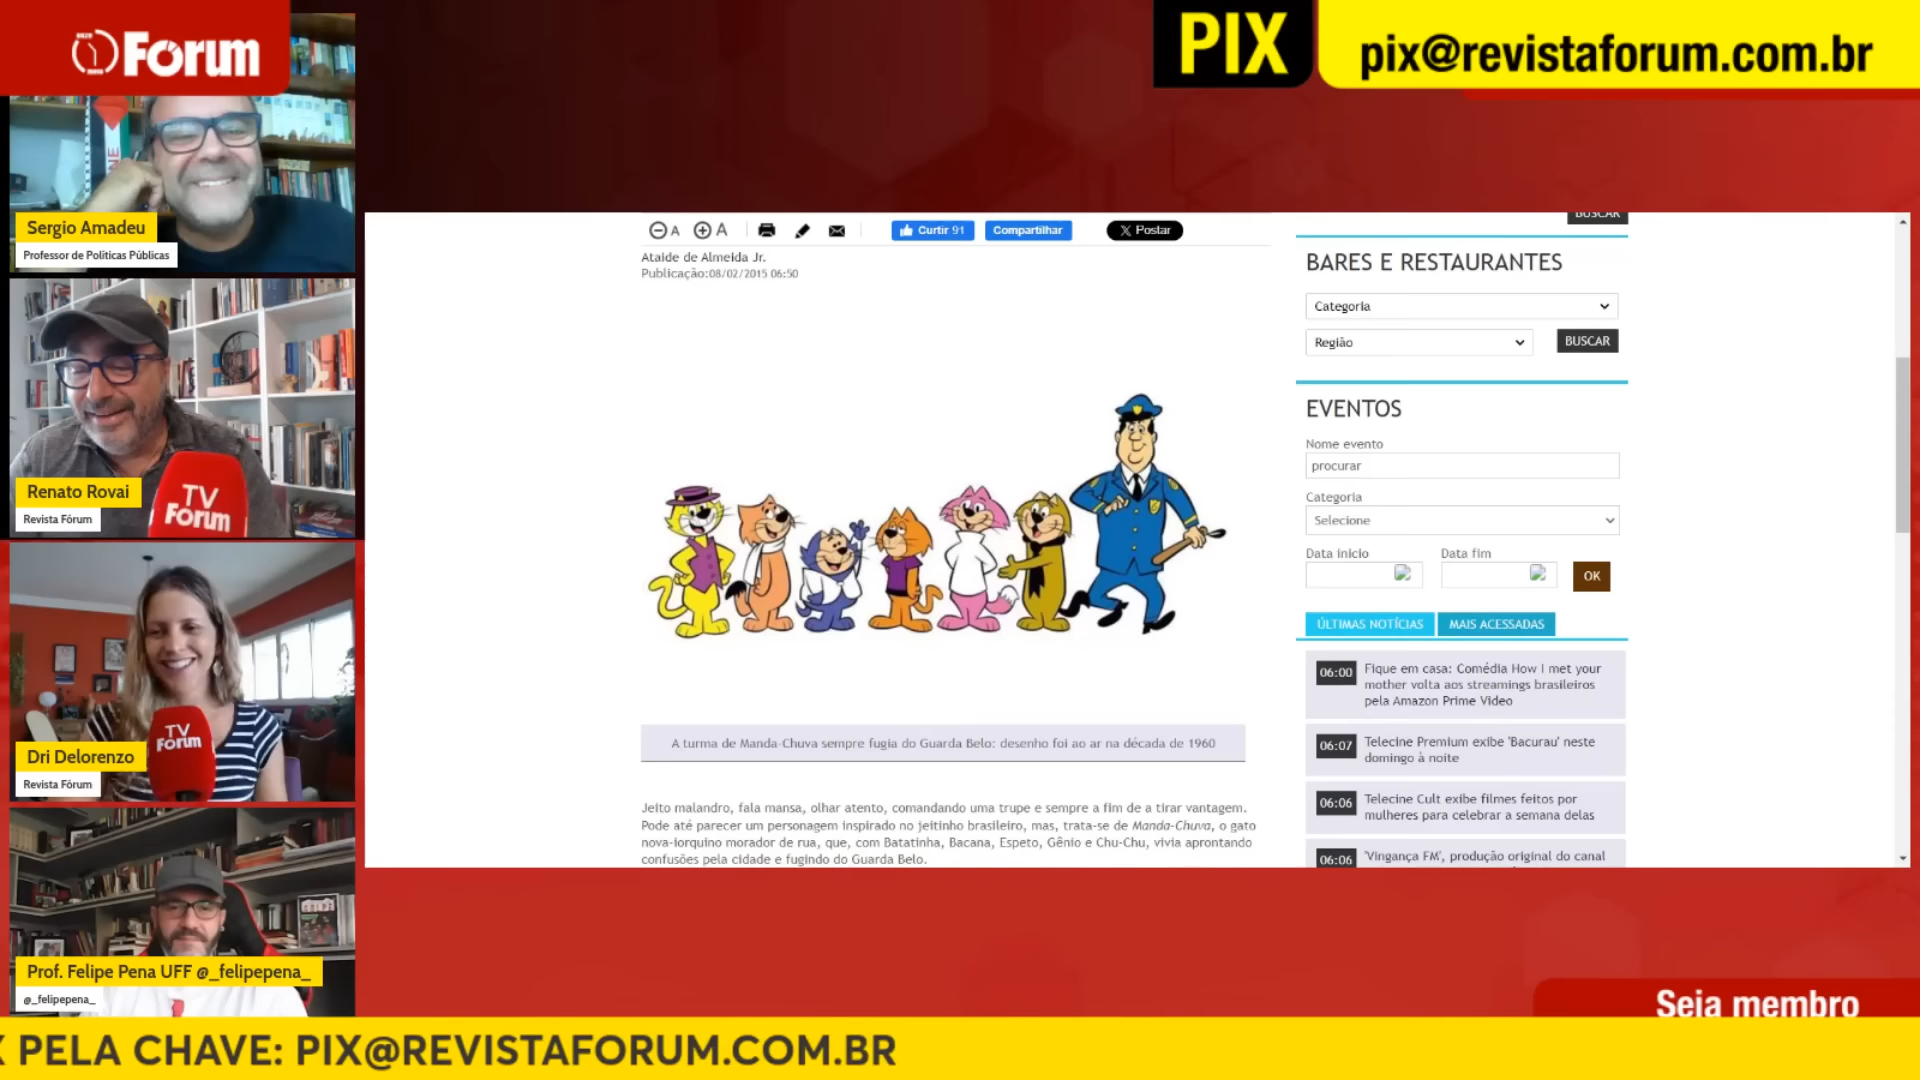 Fórum
PIX
pix@revistaforum.com.br
Sergio Amadeu
Professor de Políticas Públicas
Renato Rovai
Revista Fórum
TV
Fórum
Dri Delorenzo
Revista Fórum
TV
Fórum
Prof. Felipe Pena UFF @_felipepena_
@_felipepena_
A
A
Curtir 91
Compartilhar
X Postar
Ataide de Almeida Jr.
Publicação:08/02/2015 06:50
A turma de Manda-Chuva sempre fugia do Guarda Belo: desenho foi ao ar na década de 1960
Jeito malandro, fala mansa, olhar atento, comandando uma trupe e sempre a fim de a tirar vantagem.
Pode até parecer um personagem inspirado no jeitinho brasileiro, mas, trata-se de Manda-Chuva, o gato
nova-iorquino morador de rua, que, com Batatinha, Bacana, Espeto, Gênio e Chu-Chu, vivia aprontando
confusões pela cidade e fugindo do Guarda Belo.
BUSCAR
BARES E RESTAURANTES
Categoria
Região
BUSCAR
EVENTOS
Nome evento
procurar
Categoria
Selecione
Data inicio
Data fim
OK
ÚLTIMAS NOTÍCIAS
MAIS ACESSADAS
06:00 Fique em casa: Comédia How I met your
mother volta aos streamings brasileiros
pela Amazon Prime Video
06:07 Telecine Premium exibe 'Bacurau' neste
domingo à noite
06:06 Telecine Cult exibe filmes feitos por
mulheres para celebrar a semana delas
06:06 'Vingança FM', produção original do canal
Seja membro
X PELA CHAVE: PIX@REVISTAFORUM.COM.BR